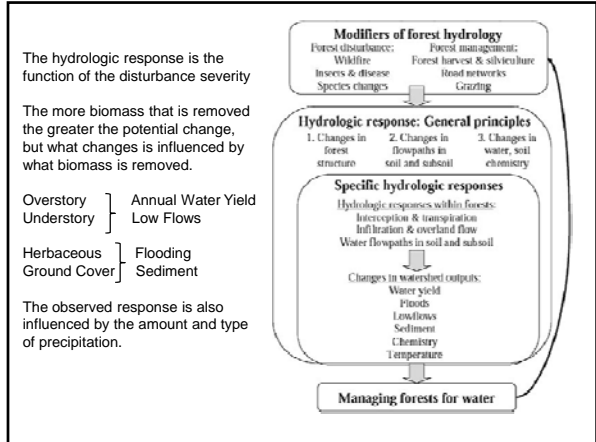 The hydrologic response is the
function of the disturbance severity
The more biomass that is removed
the greater the potential change,
but what changes is influenced by
what biomass is removed.
Overstory Annual Water Yield
Understory Low Flows
Herbaceous Flooding
Ground Cover Sediment
The observed response is also
influenced by the amount and type
of precipitation.
Modifiers of forest hydrology
Forest disturbance: Forest management:
Wildfire Forest harvest & silviculture
Insects & disease Road networks
Species changes Grazing
Hydrologic response: General principles
1. Changes in 2. Changes in 3. Changes in
forest flowpaths in water, soil
structure soil and subsoil chemistry
Specific hydrologic responses
Hydrologic responses within forests:
Interception & transpiration
Infiltration & overland flow
Water flowpaths in soil and subsoil
Changes in watershed outputs:
Water yield
Floods
Lowflows
Sediment
Chemistry
Temperature
Managing forests for water